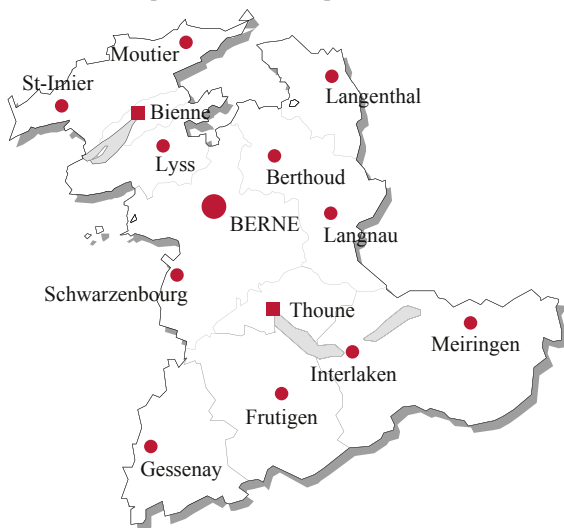 Moutier
St-Imier
Langenthal
Bienne
Lyss
Berthoud
BERNE
Langnau
Schwarzenbourg
Thoune
Meiringen
Interlaken
Frutigen
Gessenay